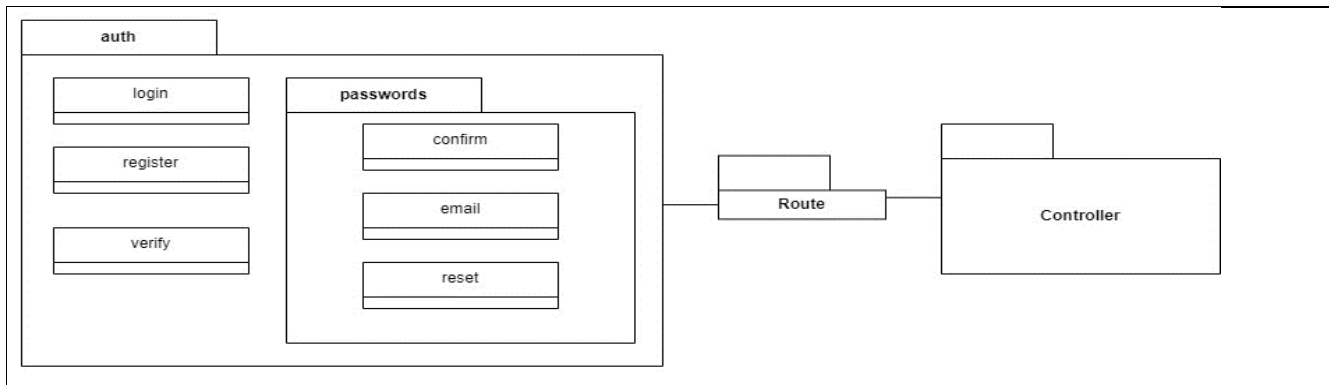 auth
login
register
verify
passwords
confirm
email
reset
Route
Controller